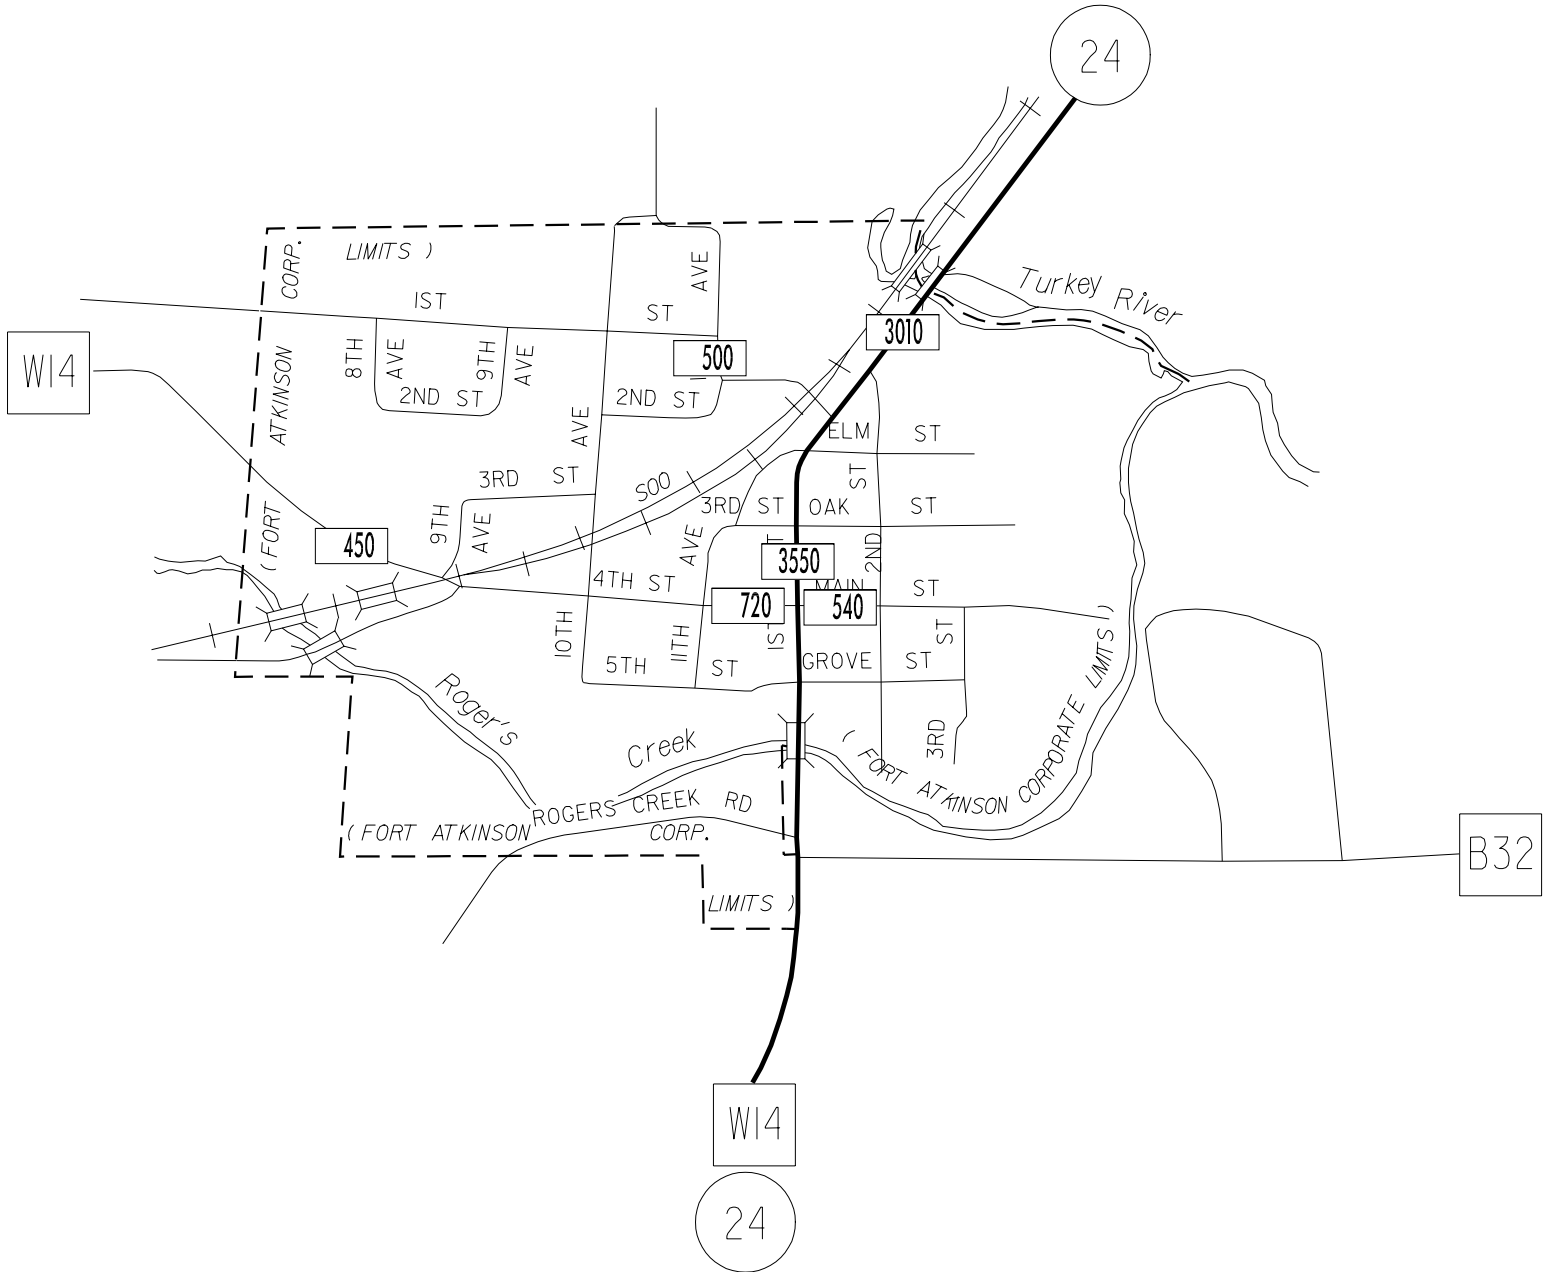 24
Turkey River
CORP.
LIMITS )
1ST
ST
AVE
3010
W14
8TH
AVE
9TH
AVE
500
2ND ST
2ND ST
ATKINSON
AVE
ELM ST
3RD ST
SOO
ST
3RD ST
OAK ST
( FORT
9TH
AVE
AVE
450
3550
2ND
4TH ST
MAIN ST
720
540
10TH
11TH
1ST
ST
5TH ST
GROVE ST
Roger's
Creek
3RD
( FORT ATKINSON CORPORATE LIMITS )
ROGERS CREEK RD
( FORT ATKINSON CORP.
B32
LIMITS )
W14
24